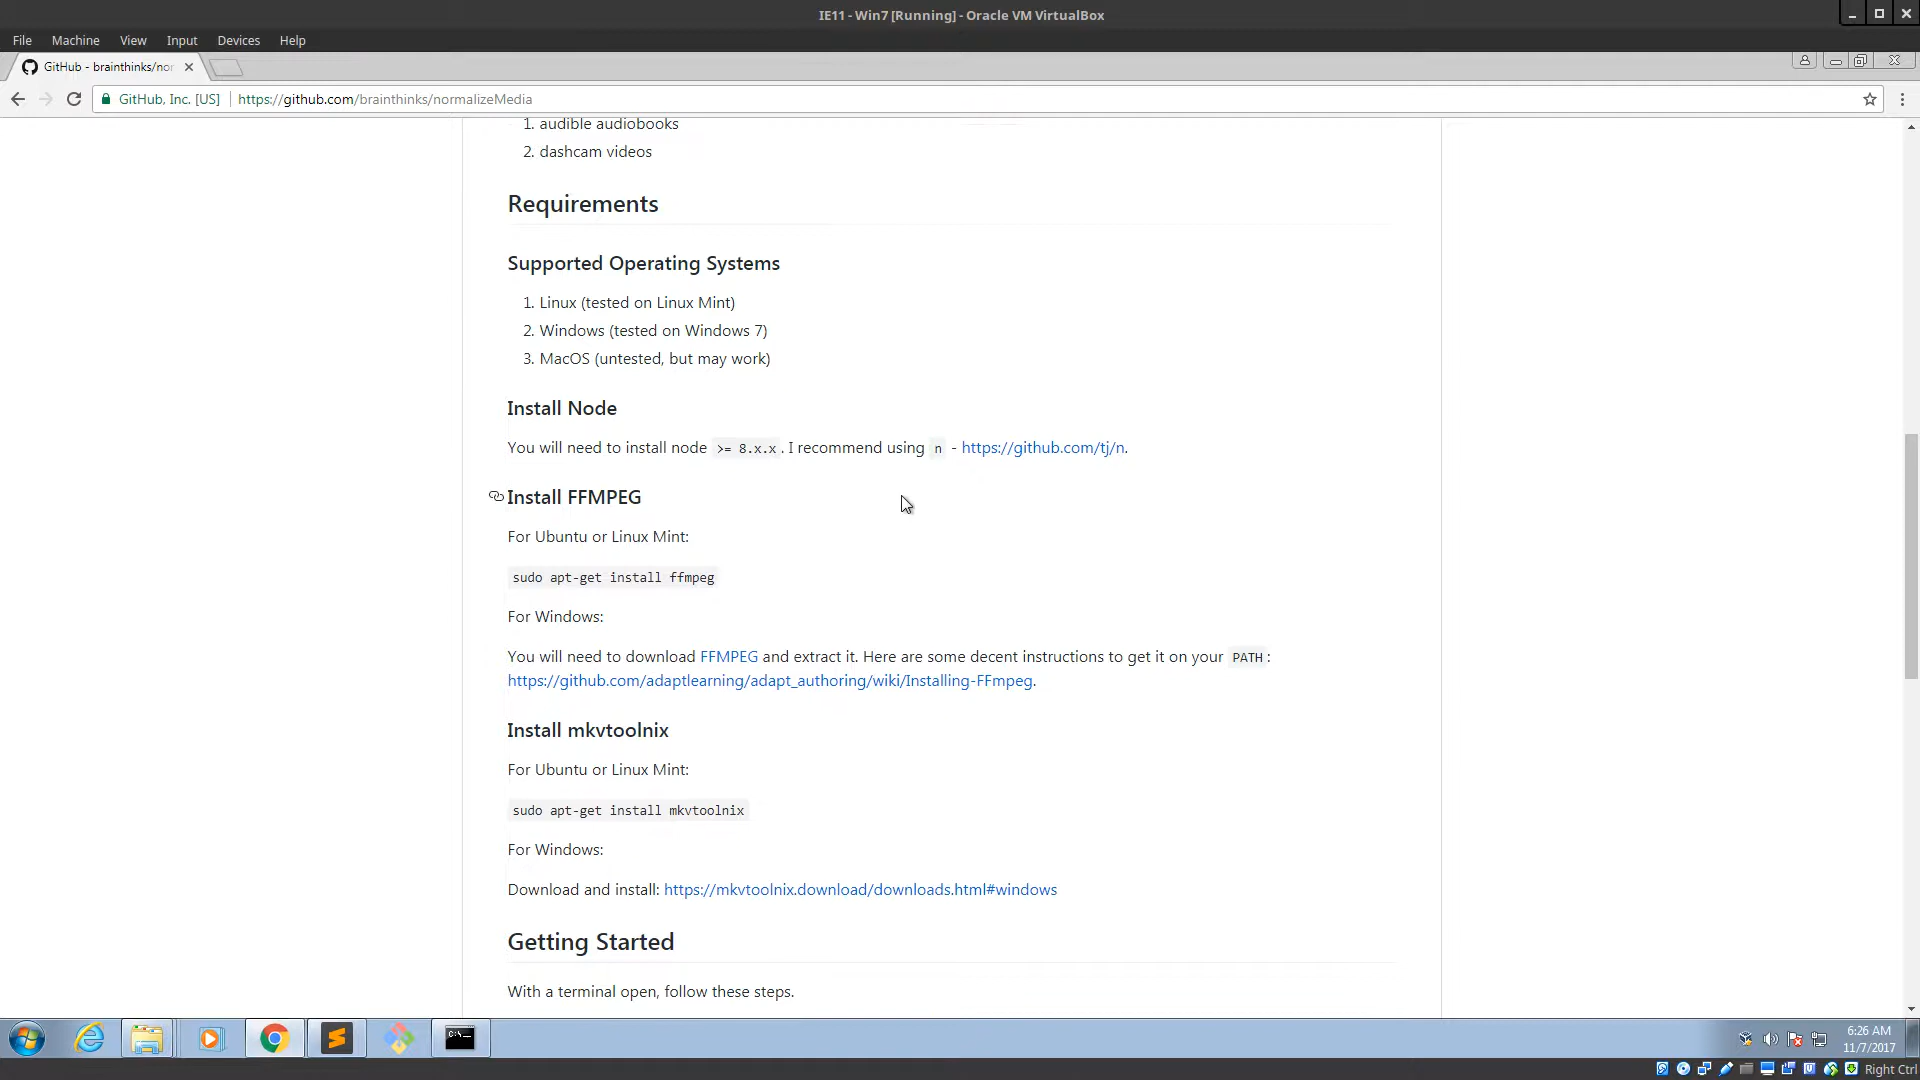 IE11 - Win7 [Running] - Oracle VM VirtualBox
File Machine View Input Devices Help
GitHub - brainthinks/nor
GitHub, Inc. [US] https://github.com/brainthinks/normalizeMedia
1. audible audiobooks
2. dashcam videos
Requirements
Supported Operating Systems
1. Linux (tested on Linux Mint)
2. Windows (tested on Windows 7)
3. MacOS (untested, but may work)
Install Node
You will need to install node >= 8.x.x. I recommend using n - https://github.com/tj/n.
Install FFMPEG
For Ubuntu or Linux Mint:
sudo apt-get install ffmpeg
For Windows:
You will need to download FFMPEG and extract it. Here are some decent instructions to get it on your PATH:
https://github.com/adaptlearning/adapt_authoring/wiki/Installing-FFmpeg.
Install mkvtoolnix
For Ubuntu or Linux Mint:
sudo apt-get install mkvtoolnix
For Windows:
Download and install: https://mkvtoolnix.download/downloads.html#windows
Getting Started
With a terminal open, follow these steps.
6:26 AM
11/7/2017
Right Ctrl